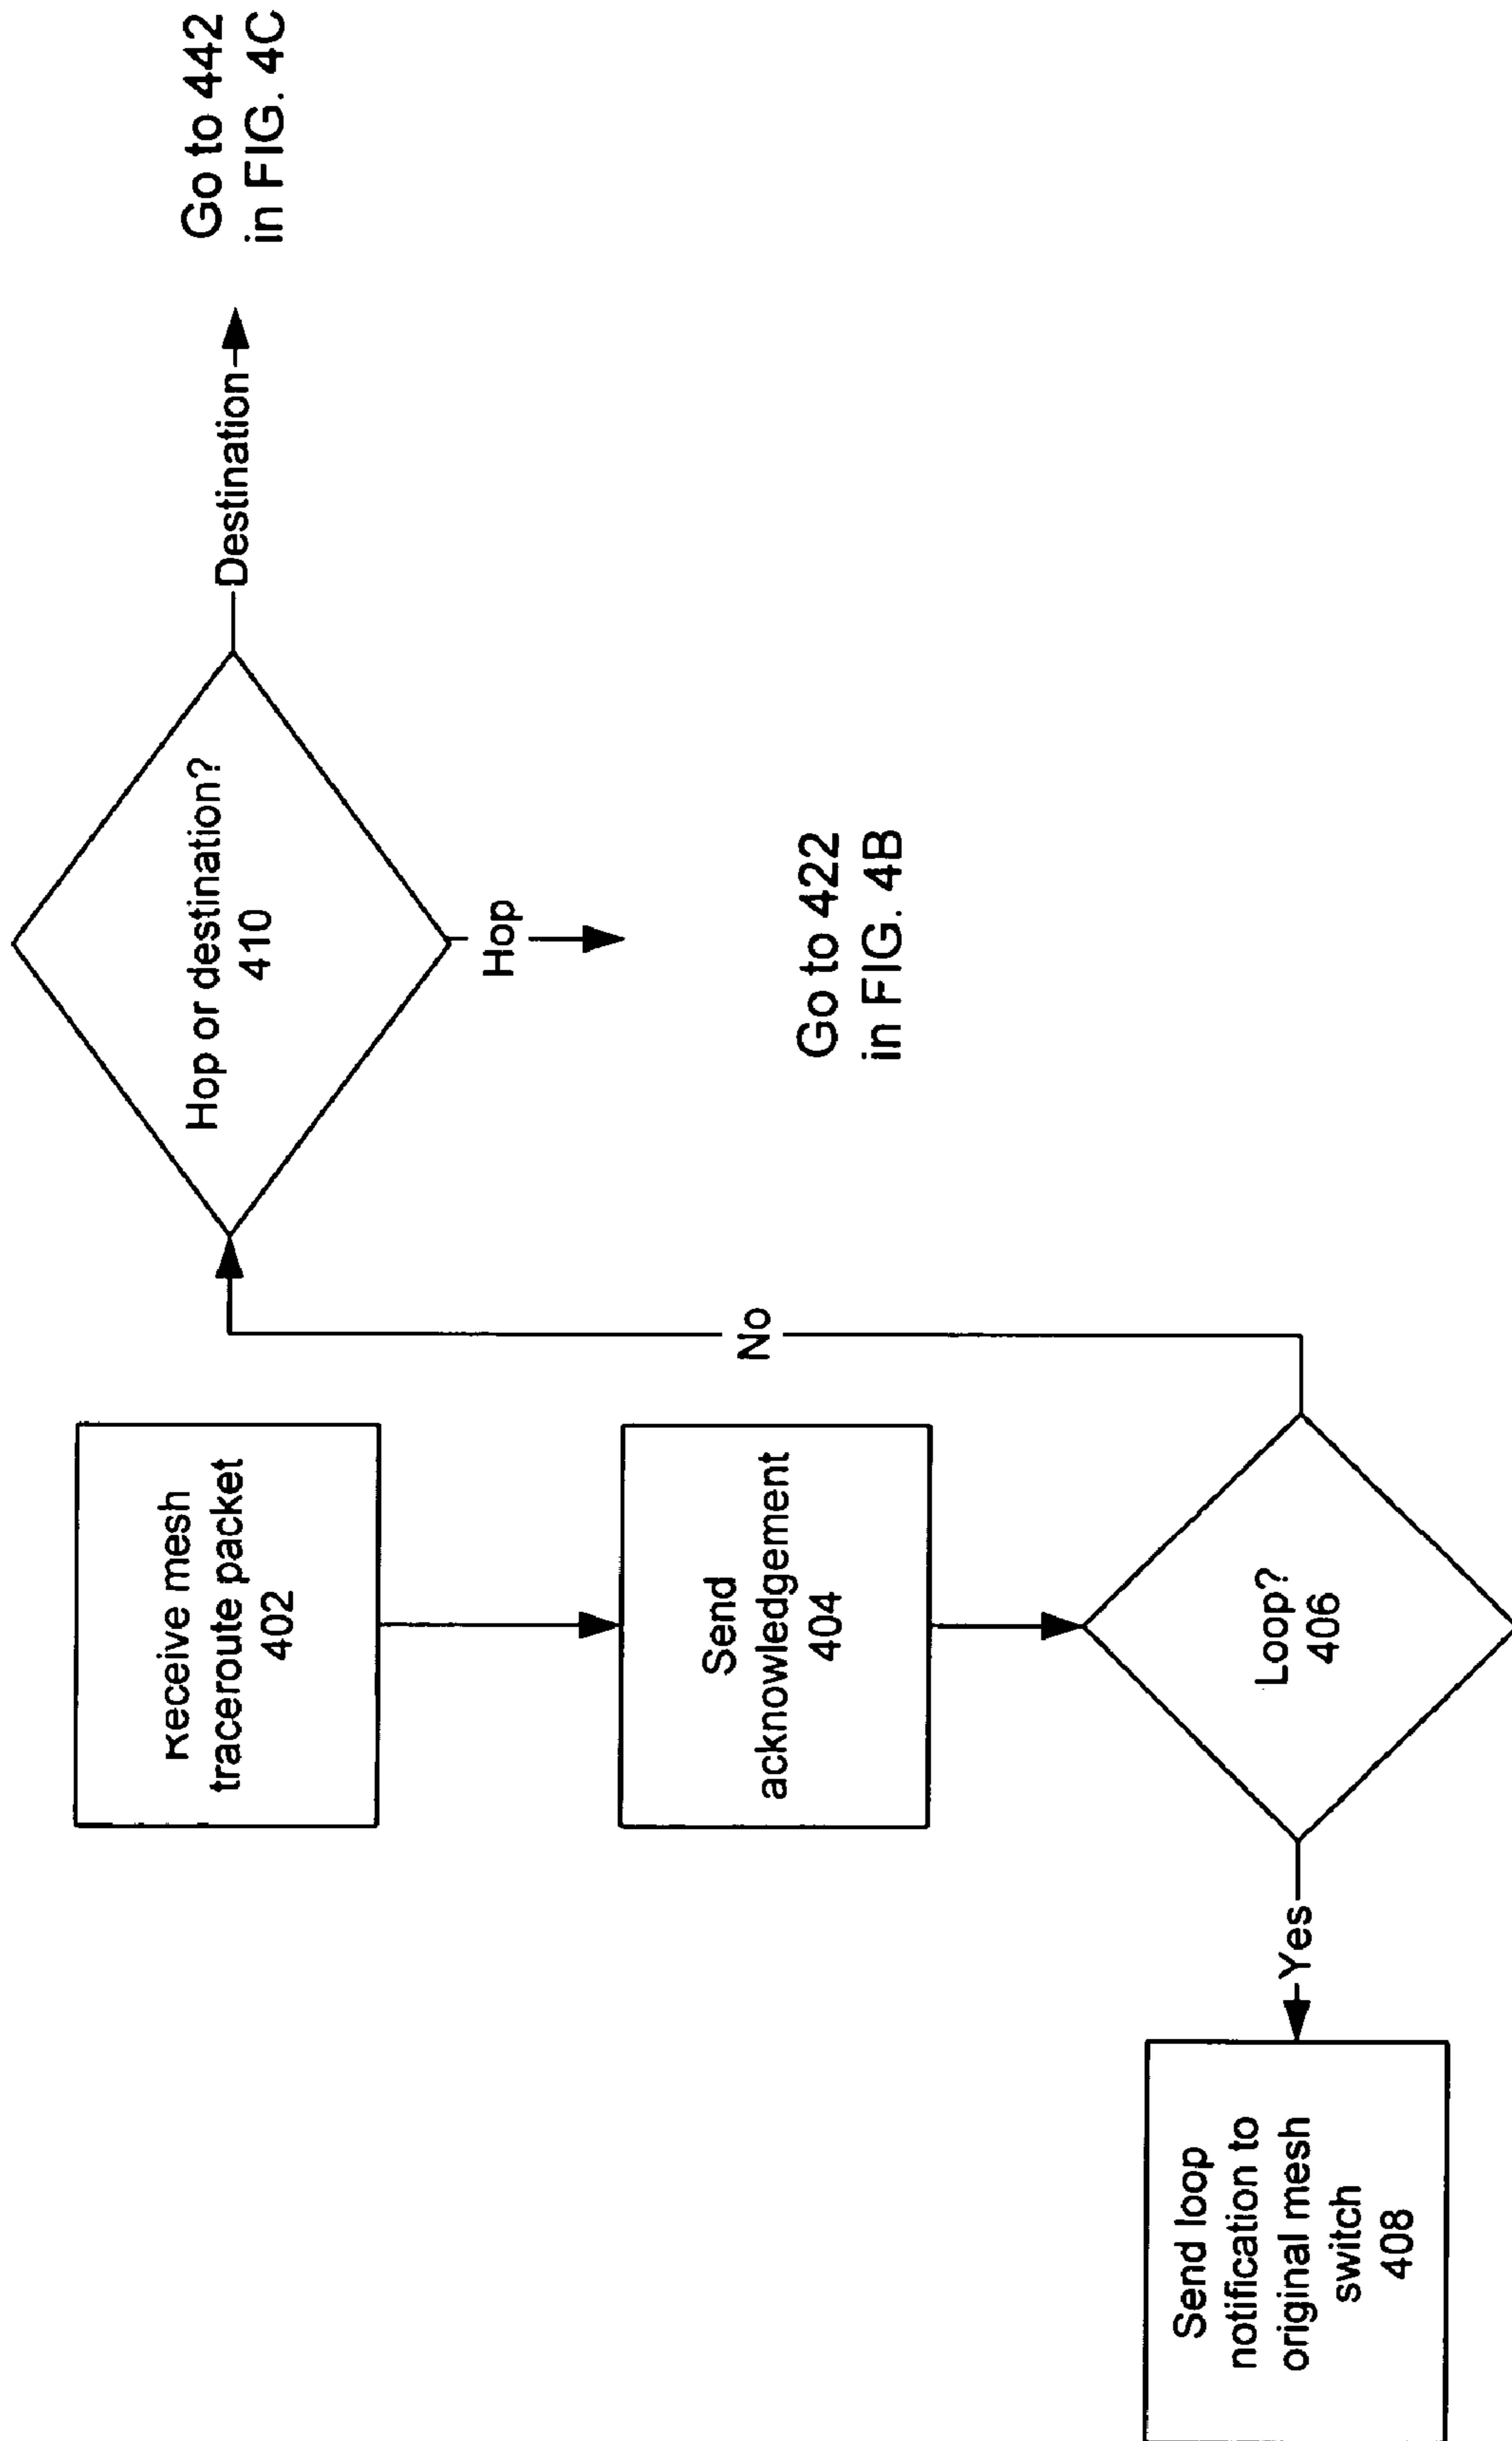 Receive mesh
traceroute packet
402
Send
acknowledgement
404
Loop?
406
Yes
Send loop
notification to
original mesh
switch
408
No
Hop or destination?
410
Hop
Go to 422
in FIG. 4B
Destination
Go to 442
in FIG. 4C